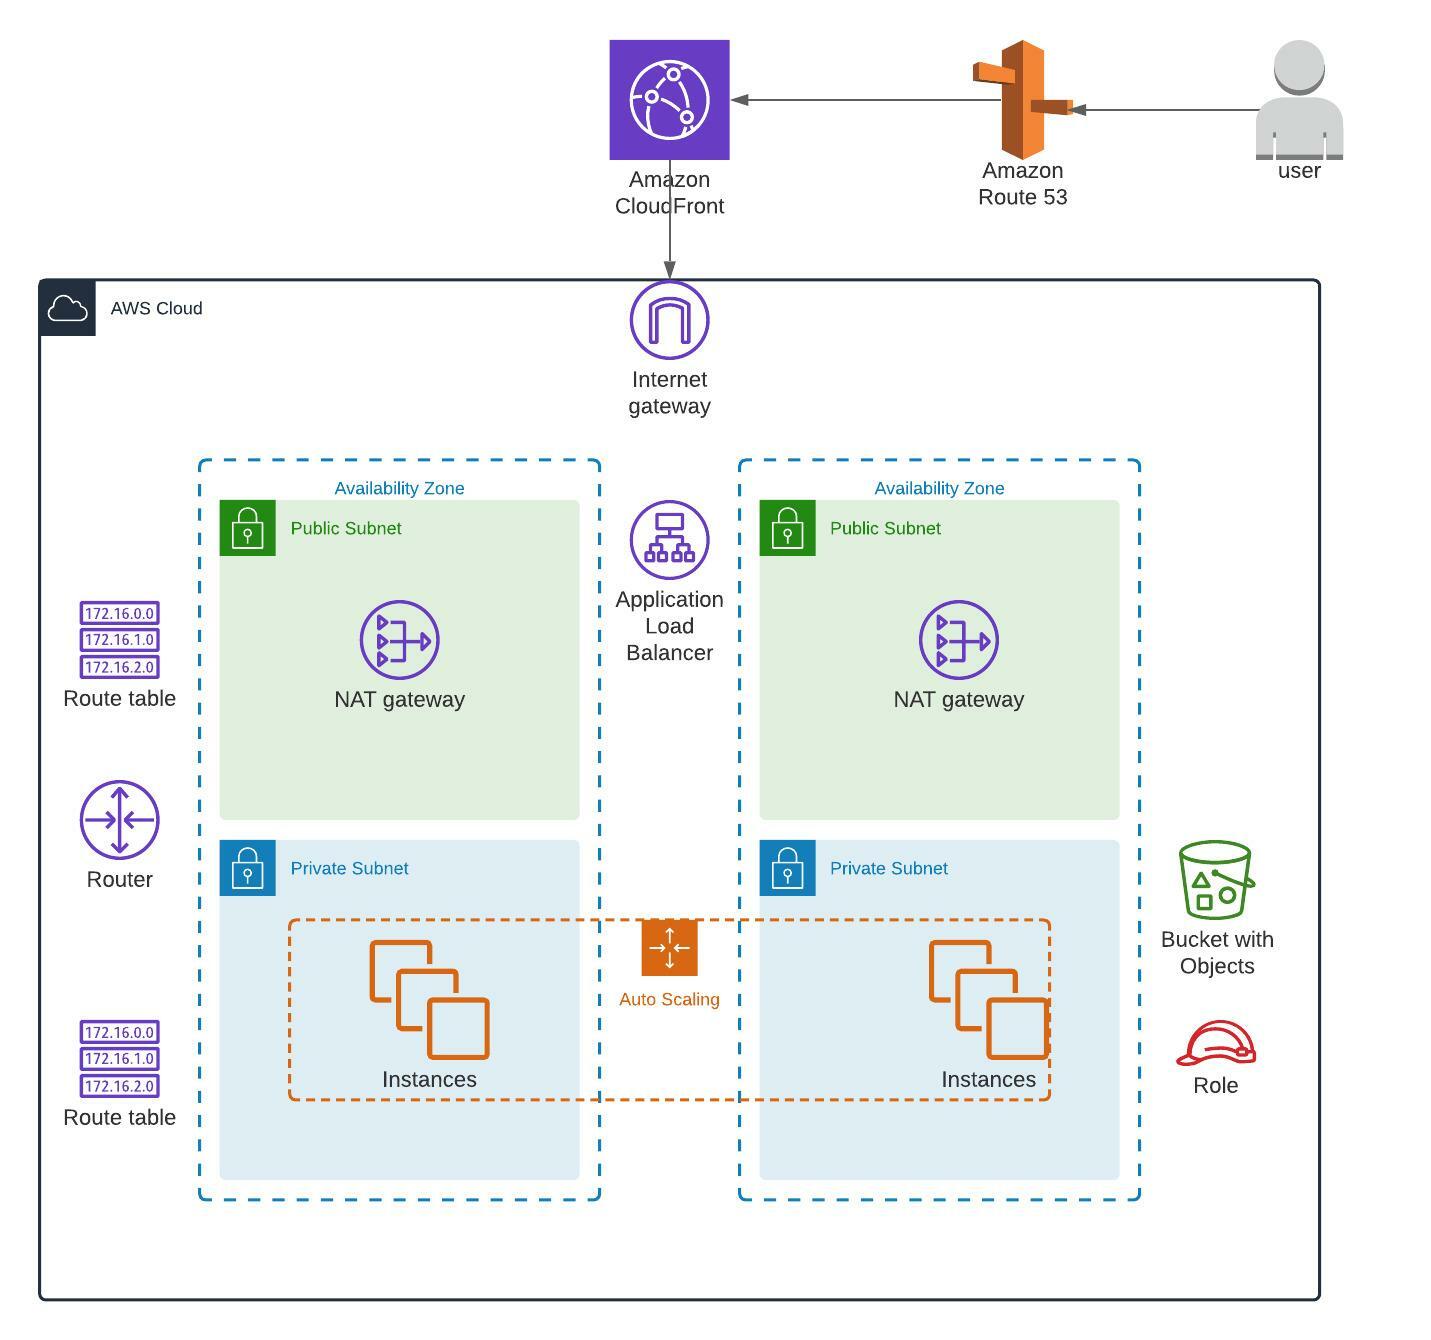 Amazon
CloudFront
Amazon
Route 53
user
AWS Cloud
Internet
gateway
Availability Zone
Public Subnet
NAT gateway
Application
Load
Balancer
Availability Zone
Public Subnet
NAT gateway
172.16.0.0
172.16.1.0
172.16.2.0
Route table
Router
Private Subnet
Instances
Auto Scaling
Private Subnet
Instances
Bucket with
Objects
Role
172.16.0.0
172.16.1.0
172.16.2.0
Route table